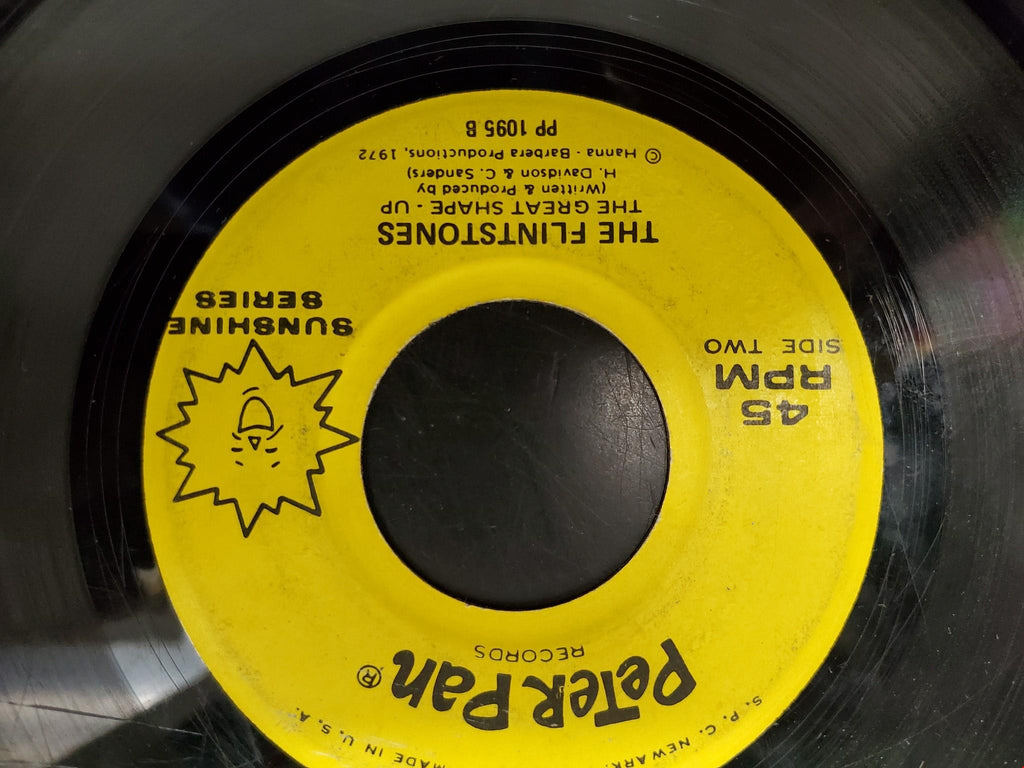 S. P. C. NEWARK.
MADE IN U. S. A.
PETER PAN ®
RECORDS
45
RPM
SIDE TWO
SUNSHINE
SERIES
THE FLINTSTONES
THE GREAT SHAPE - UP
(Written & Produced by
H. Davidson & C. Sanders)
© Hanna - Barbera Productions, 1972
PP 1095 B